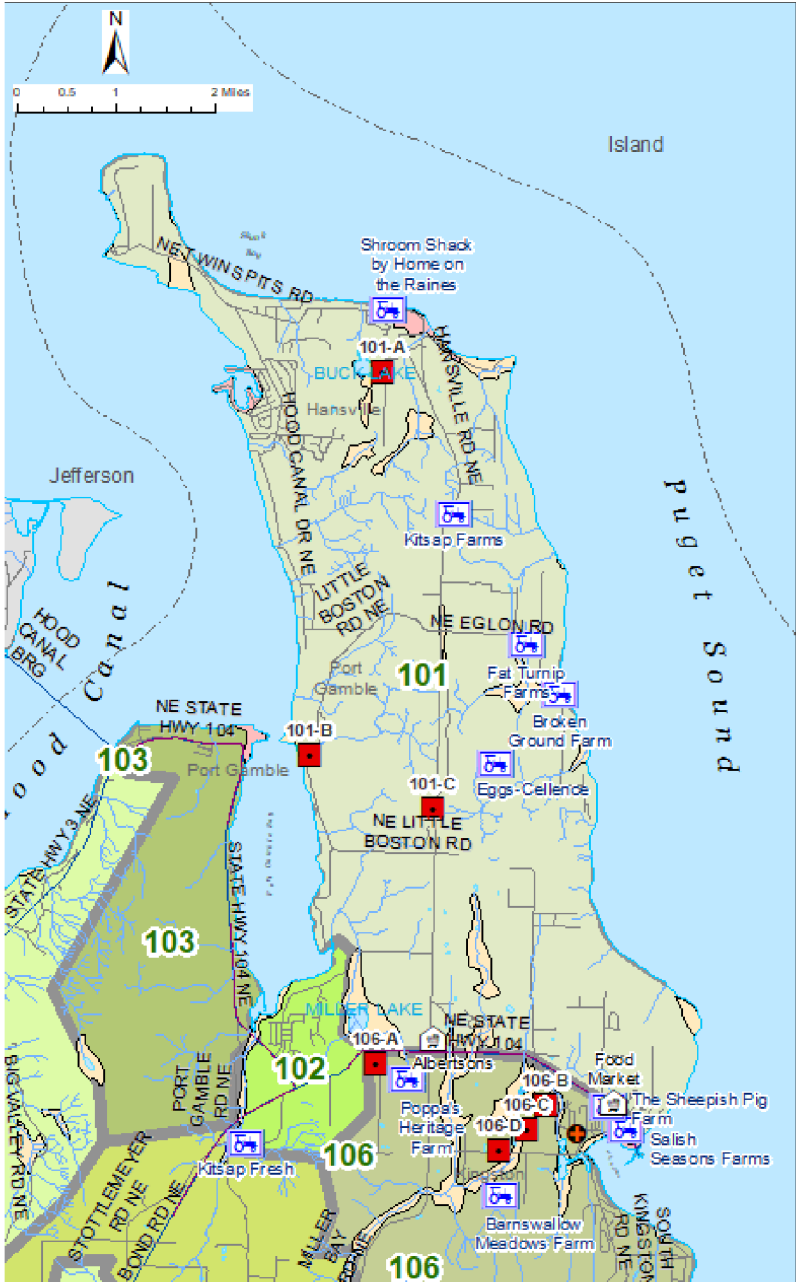 N
0 0.5 1 2 Miles
Island
Shroom Shack
by Home on
the Raines
NE TWINSPITS RD
101-A
BUCK LAKE
Hansville
HANSVILLE RD NE
HOOD CANAL DR NE
Jefferson
Puget Sound
Kitsap Farms
LITTLE
BOSTON
RD NE
HOOD
CANAL
BRG
Canal
NE EGLON RD
Port
Gamble
101
Fat Turnip
Farms
NE STATE
HWY 104
101-B
Broken
Ground Farm
103
Port Gamble
101-C
Eggs-Cellence
NE LITTLE
BOSTON RD
STATE HWY 3 NE
STATE HWY 104 NE
103
MILLER LAKE
NE STATE
HWY 104
106-A
Albertsons
Food
Market
102
106-B
The Sheepish Pig
Farm
PORT
GAMBLE
RD NE
Poppa's
Heritage
Farm
106-C
106-D
Salish
Seasons Farms
BIG VALLEY RD NE
STOTTLEMEYER
RD NE
Kitsap Fresh
106
Kingston
BOND RD NE
MILLER
BAY
RD NE
Barnswallow
Meadows Farm
SOUTH
KINGSTON
RD NE
106